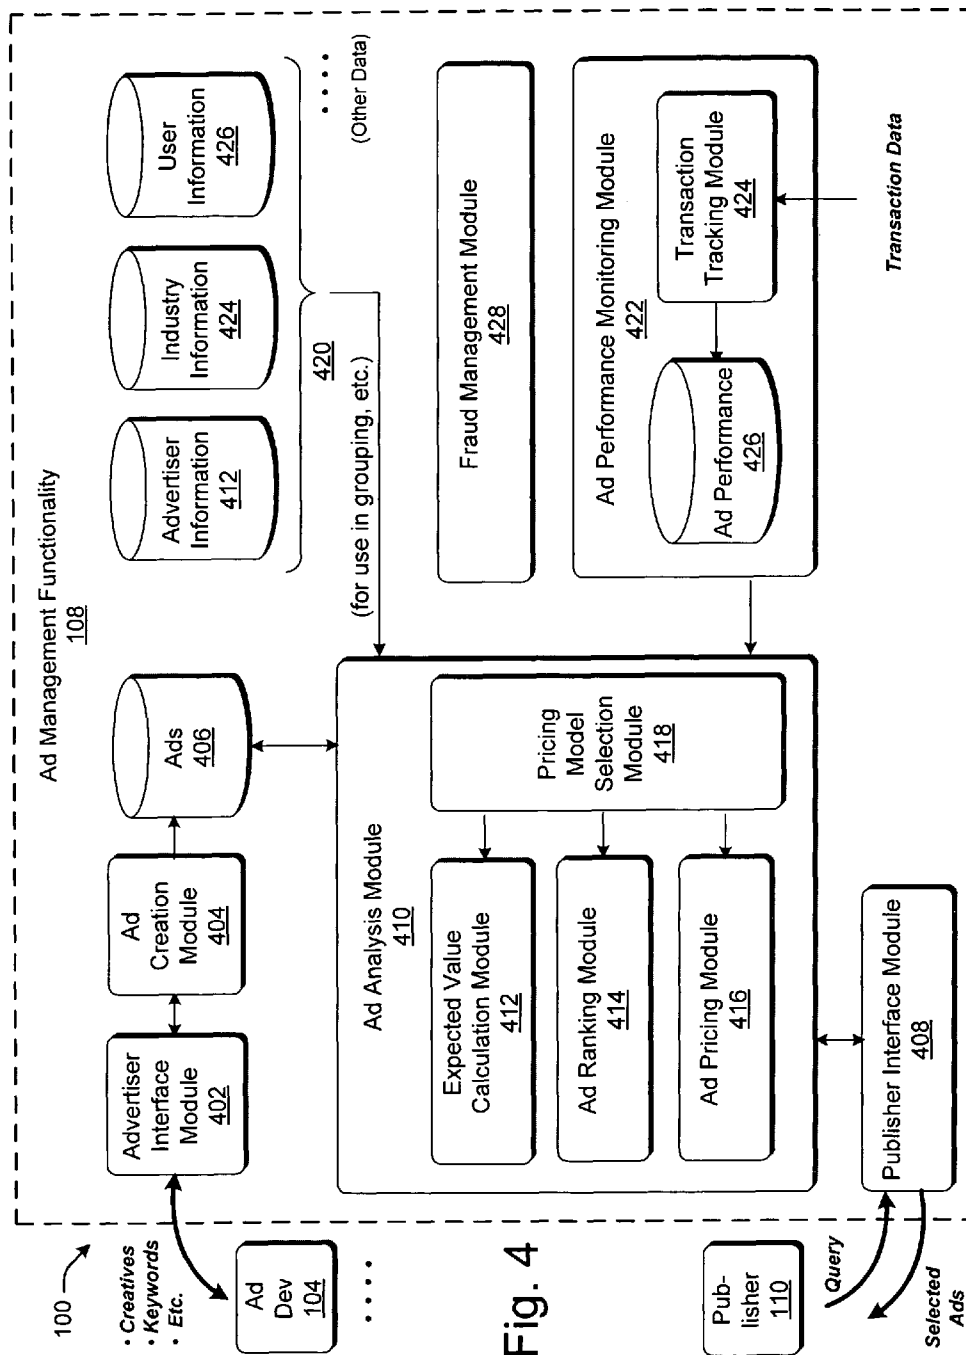 100
• Creatives
• Keywords
• Etc.
Ad
Dev
104
• • • •
Fig. 4
Pub-
lisher
110
Query
Selected
Ads
Ad Management Functionality
108
Advertiser
Interface
Module
402
Ad
Creation
Module
404
Ads
406
Advertiser
Information
412
Industry
Information
424
User
Information
426
• • • •
(Other Data)
420
(for use in grouping, etc.)
Ad Analysis Module
410
Expected Value
Calculation Module
412
Ad Ranking Module
414
Ad Pricing Module
416
Pricing
Model
Selection
Module
418
Fraud Management Module
428
Ad Performance Monitoring Module
422
Ad Performance
426
Transaction
Tracking Module
424
Transaction Data
Publisher Interface Module
408